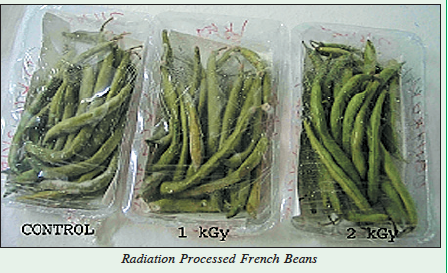 CONTROL 1 kGy 2 kGy
Radiation Processed French Beans